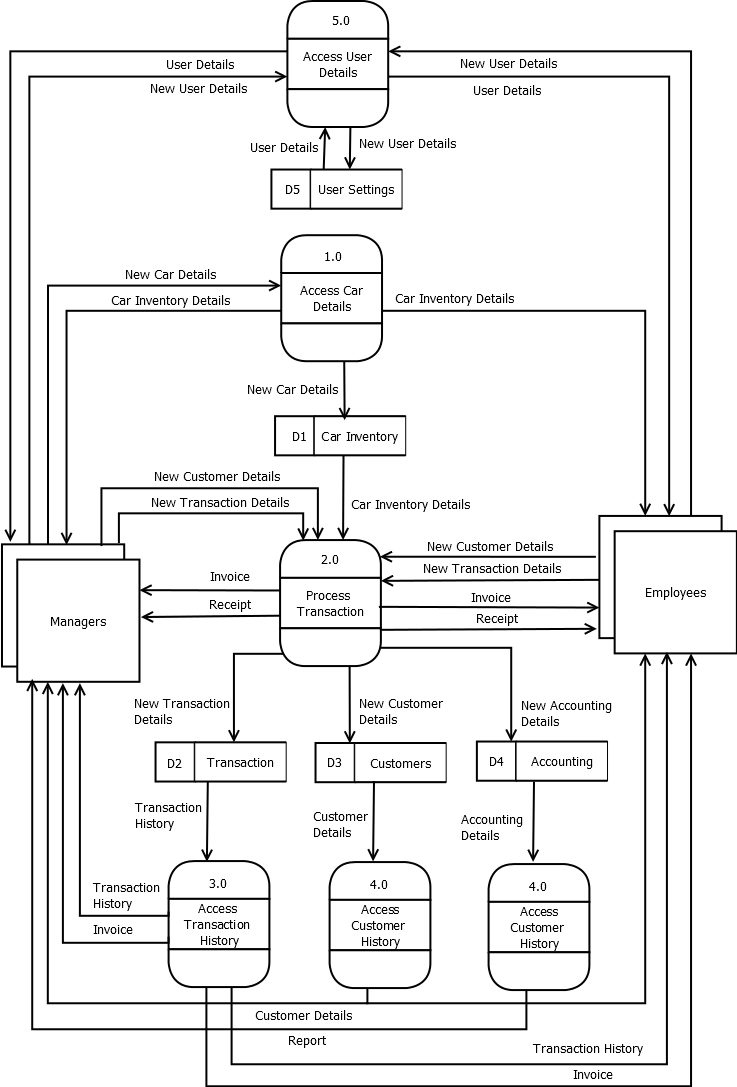 5.0
Access User
Details
User Details
New User Details
New User Details
User Details
User Details
New User Details
D5
User Settings
1.0
Access Car
Details
New Car Details
Car Inventory Details
Car Inventory Details
New Car Details
D1
Car Inventory
New Customer Details
New Transaction Details
Car Inventory Details
2.0
Process
Transaction
New Customer Details
New Transaction Details
Invoice
Receipt
Invoice
Receipt
Managers
Employees
New Transaction
Details
New Customer
Details
New Accounting
Details
D2
Transaction
D3
Customers
D4
Accounting
Transaction
History
Customer
Details
Accounting
Details
3.0
Access
Transaction
History
4.0
Access
Customer
History
4.0
Access
Customer
History
Transaction
History
Invoice
Customer Details
Report
Transaction History
Invoice